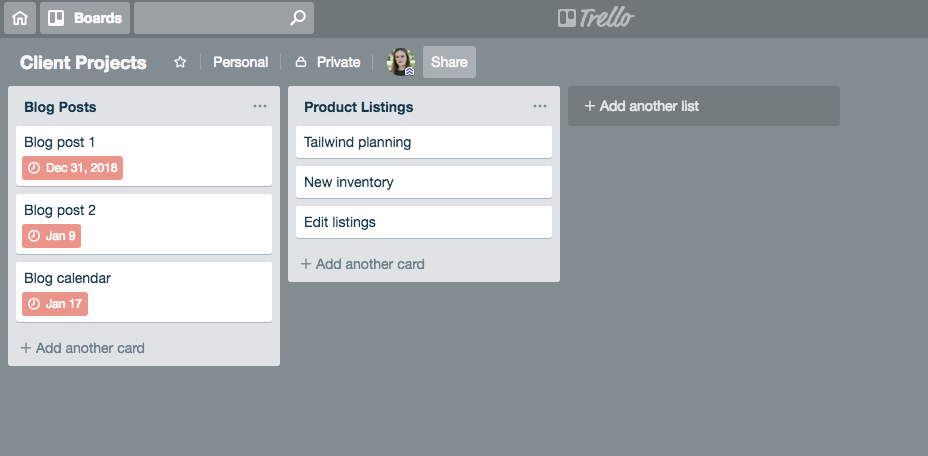 Boards
Trello
Client Projects
Personal
Private
Share
Blog Posts
Blog post 1
Dec 31, 2018
Blog post 2
Jan 9
Blog calendar
Jan 17
+ Add another card
Product Listings
Tailwind planning
New inventory
Edit listings
+ Add another card
+ Add another list